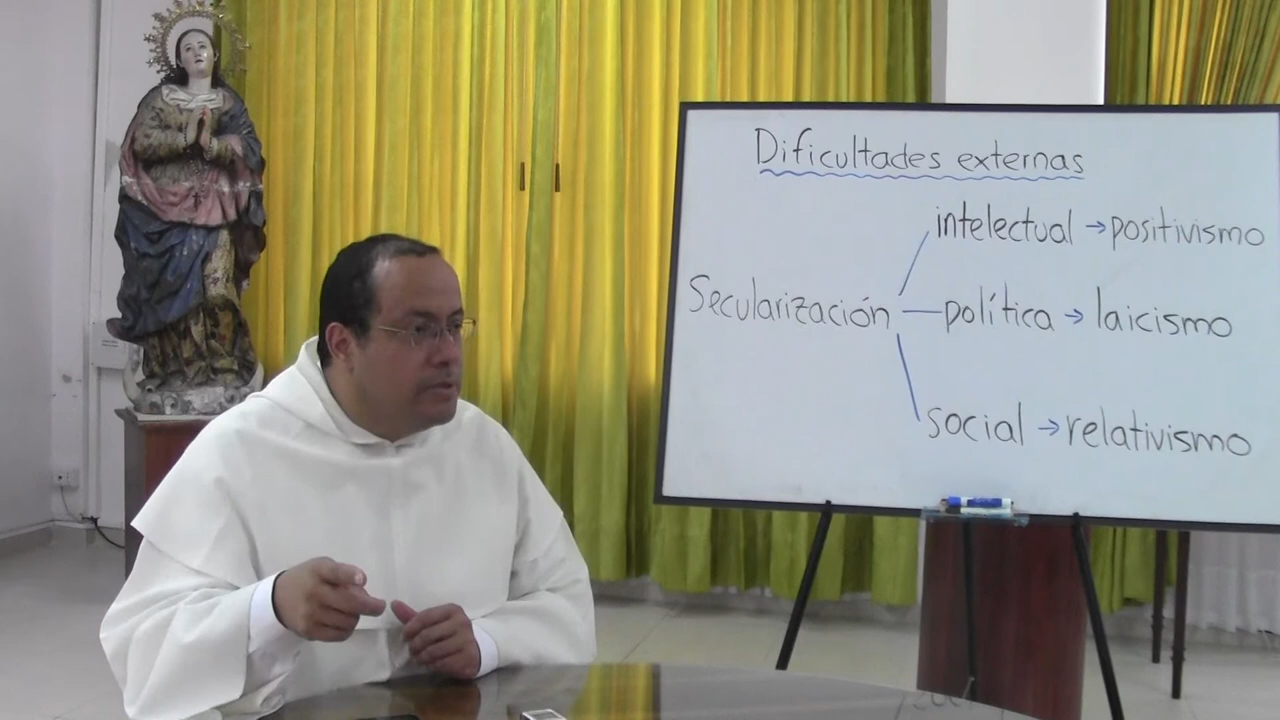 Dificultades externas
intelectual → positivismo
Secularización — política → laicismo
social → relativismo